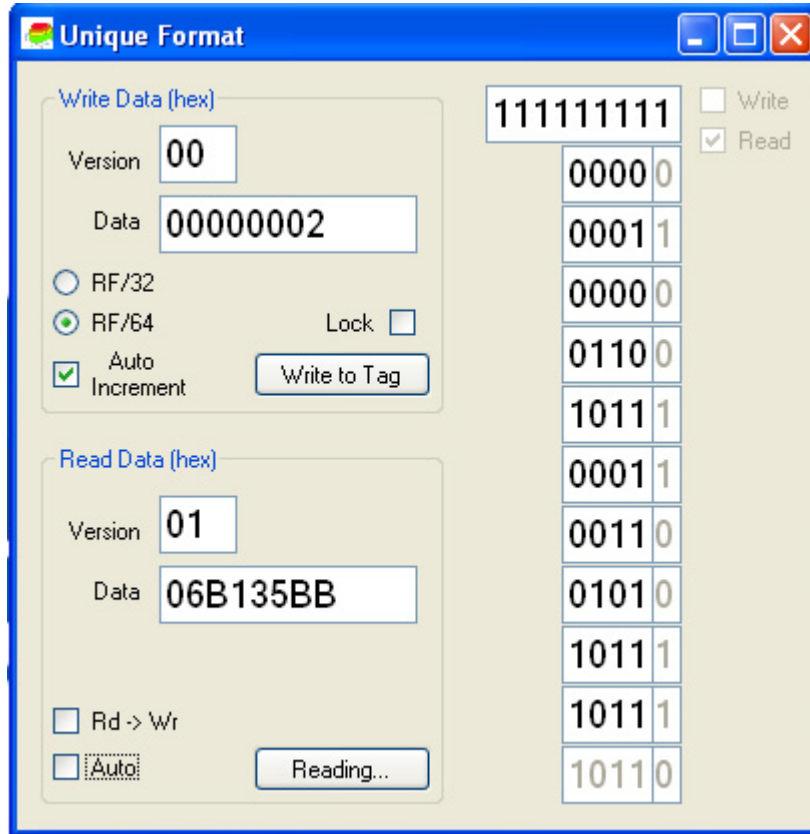 Unique Format
Write Data (hex)
Version 00
Data 00000002
RF/32
RF/64
Lock
Auto
Increment
Write to Tag
Read Data (hex)
Version 01
Data 06B135BB
Rd -> Wr
Auto
Reading...
111111111
0000 0
0001 1
0000 0
0110 0
1011 1
0001 1
0011 0
0101 0
1011 1
1011 1
1011 0
Write
Read